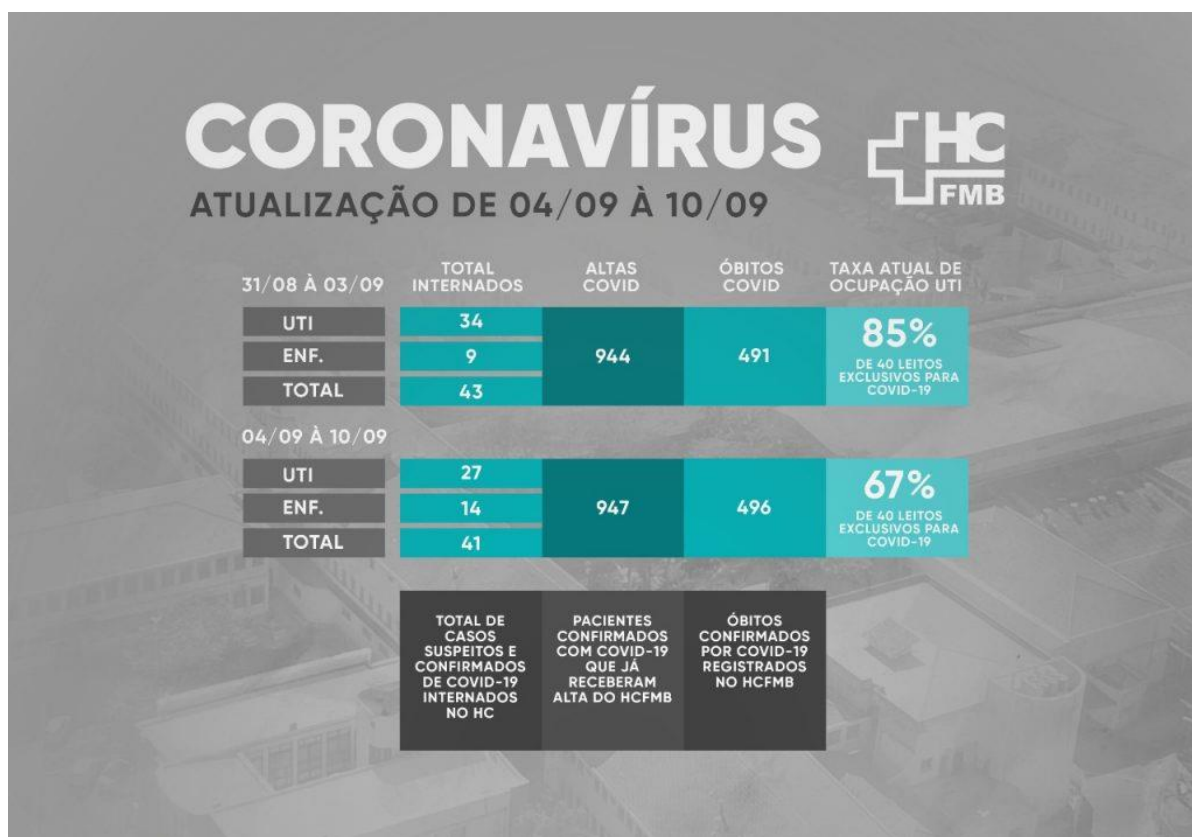 CORONAVÍRUS
HC
FMB
ATUALIZAÇÃO DE 04/09 À 10/09
31/08 À 03/09
TOTAL
INTERNADOS
ALTAS
COVID
ÓBITOS
COVID
TAXA ATUAL DE
OCUPAÇÃO UTI
UTI
34
ENF.
9
TOTAL
43
944
491
85%
DE 40 LEITOS
EXCLUSIVOS PARA
COVID-19
04/09 À 10/09
UTI
27
ENF.
14
TOTAL
41
947
496
67%
DE 40 LEITOS
EXCLUSIVOS PARA
COVID-19
TOTAL DE
CASOS
SUSPEITOS E
CONFIRMADOS
DE COVID-19
INTERNADOS
NO HC
PACIENTES
CONFIRMADOS
COM COVID-19
QUE JÁ
RECEBERAM
ALTA DO HCFMB
ÓBITOS
CONFIRMADOS
POR COVID-19
REGISTRADOS
NO HCFMB